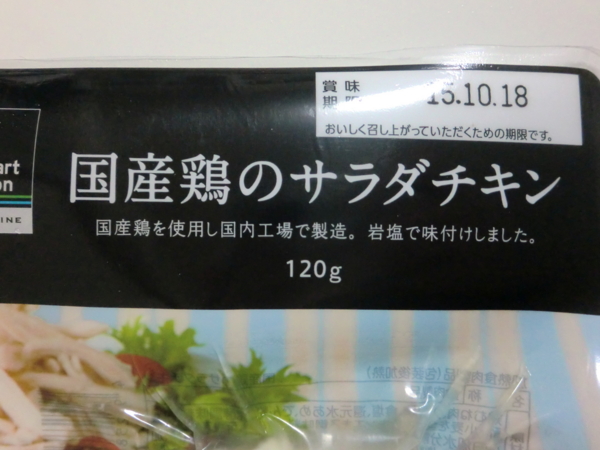 賞味
期限 15.10.18
おいしく召し上がっていただくための期限です。
art
on
INE
国産鶏のサラダチキン
国産鶏を使用し国内工場で製造。岩塩で味付けしました。
120g